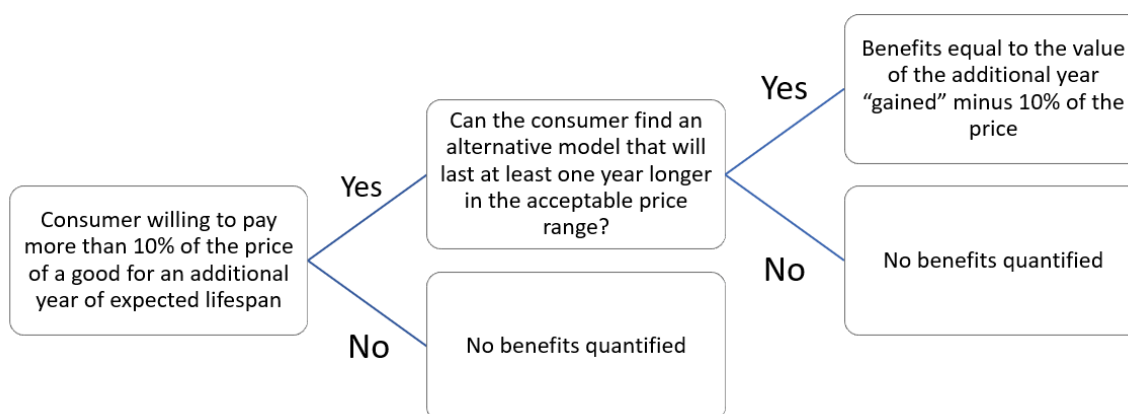 Consumer willing to pay
more than 10% of the price
of a good for an additional
year of expected lifespan
Yes
No
Can the consumer find an
alternative model that will
last at least one year longer
in the acceptable price
range?
No benefits quantified
Yes
No
Benefits equal to the value
of the additional year
“gained” minus 10% of the
price
No benefits quantified